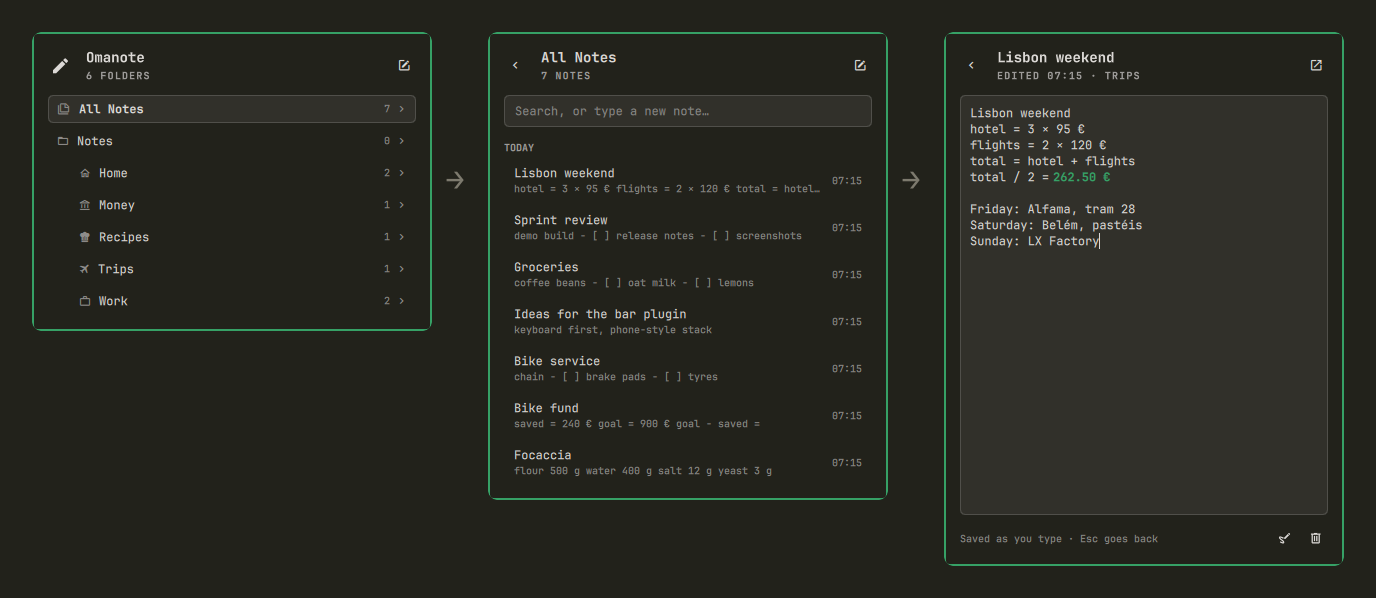 Omanote
6 FOLDERS
All Notes 7
Notes 0
Home 2
Money 1
Recipes 1
Trips 1
Work 2
All Notes
7 NOTES
Search, or type a new note…
TODAY
Lisbon weekend
hotel = 3 × 95 € flights = 2 × 120 € total = hotel… 07:15
Sprint review
demo build - [ ] release notes - [ ] screenshots 07:15
Groceries
coffee beans - [ ] oat milk - [ ] lemons 07:15
Ideas for the bar plugin
keyboard first, phone-style stack 07:15
Bike service
chain - [ ] brake pads - [ ] tyres 07:15
Bike fund
saved = 240 € goal = 900 € goal - saved = 07:15
Focaccia
flour 500 g water 400 g salt 12 g yeast 3 g 07:15
Lisbon weekend
EDITED 07:15 · TRIPS
Lisbon weekend
hotel = 3 × 95 €
flights = 2 × 120 €
total = hotel + flights
total / 2 = 262.50 €
Friday: Alfama, tram 28
Saturday: Belém, pastéis
Sunday: LX Factory
Saved as you type · Esc goes back